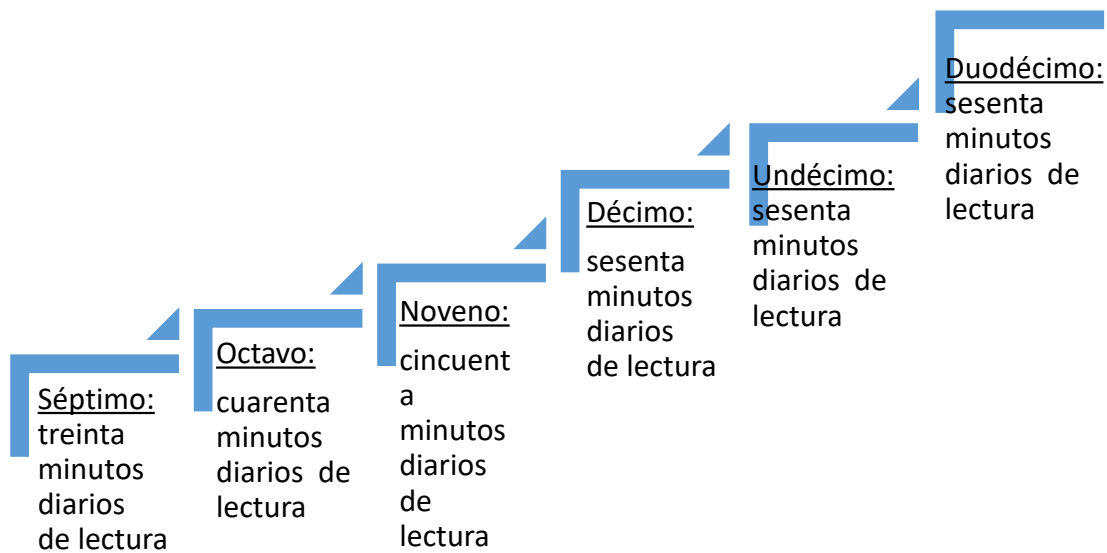 Séptimo:
treinta
minutos
diarios
de lectura
Octavo:
cuarenta
minutos
diarios de
lectura
Noveno:
cincuent
a
minutos
diarios
de
lectura
Décimo:
sesenta
minutos
diarios
de lectura
Undécimo:
sesenta
minutos
diarios de
lectura
Duodécimo:
sesenta
minutos
diarios de
lectura